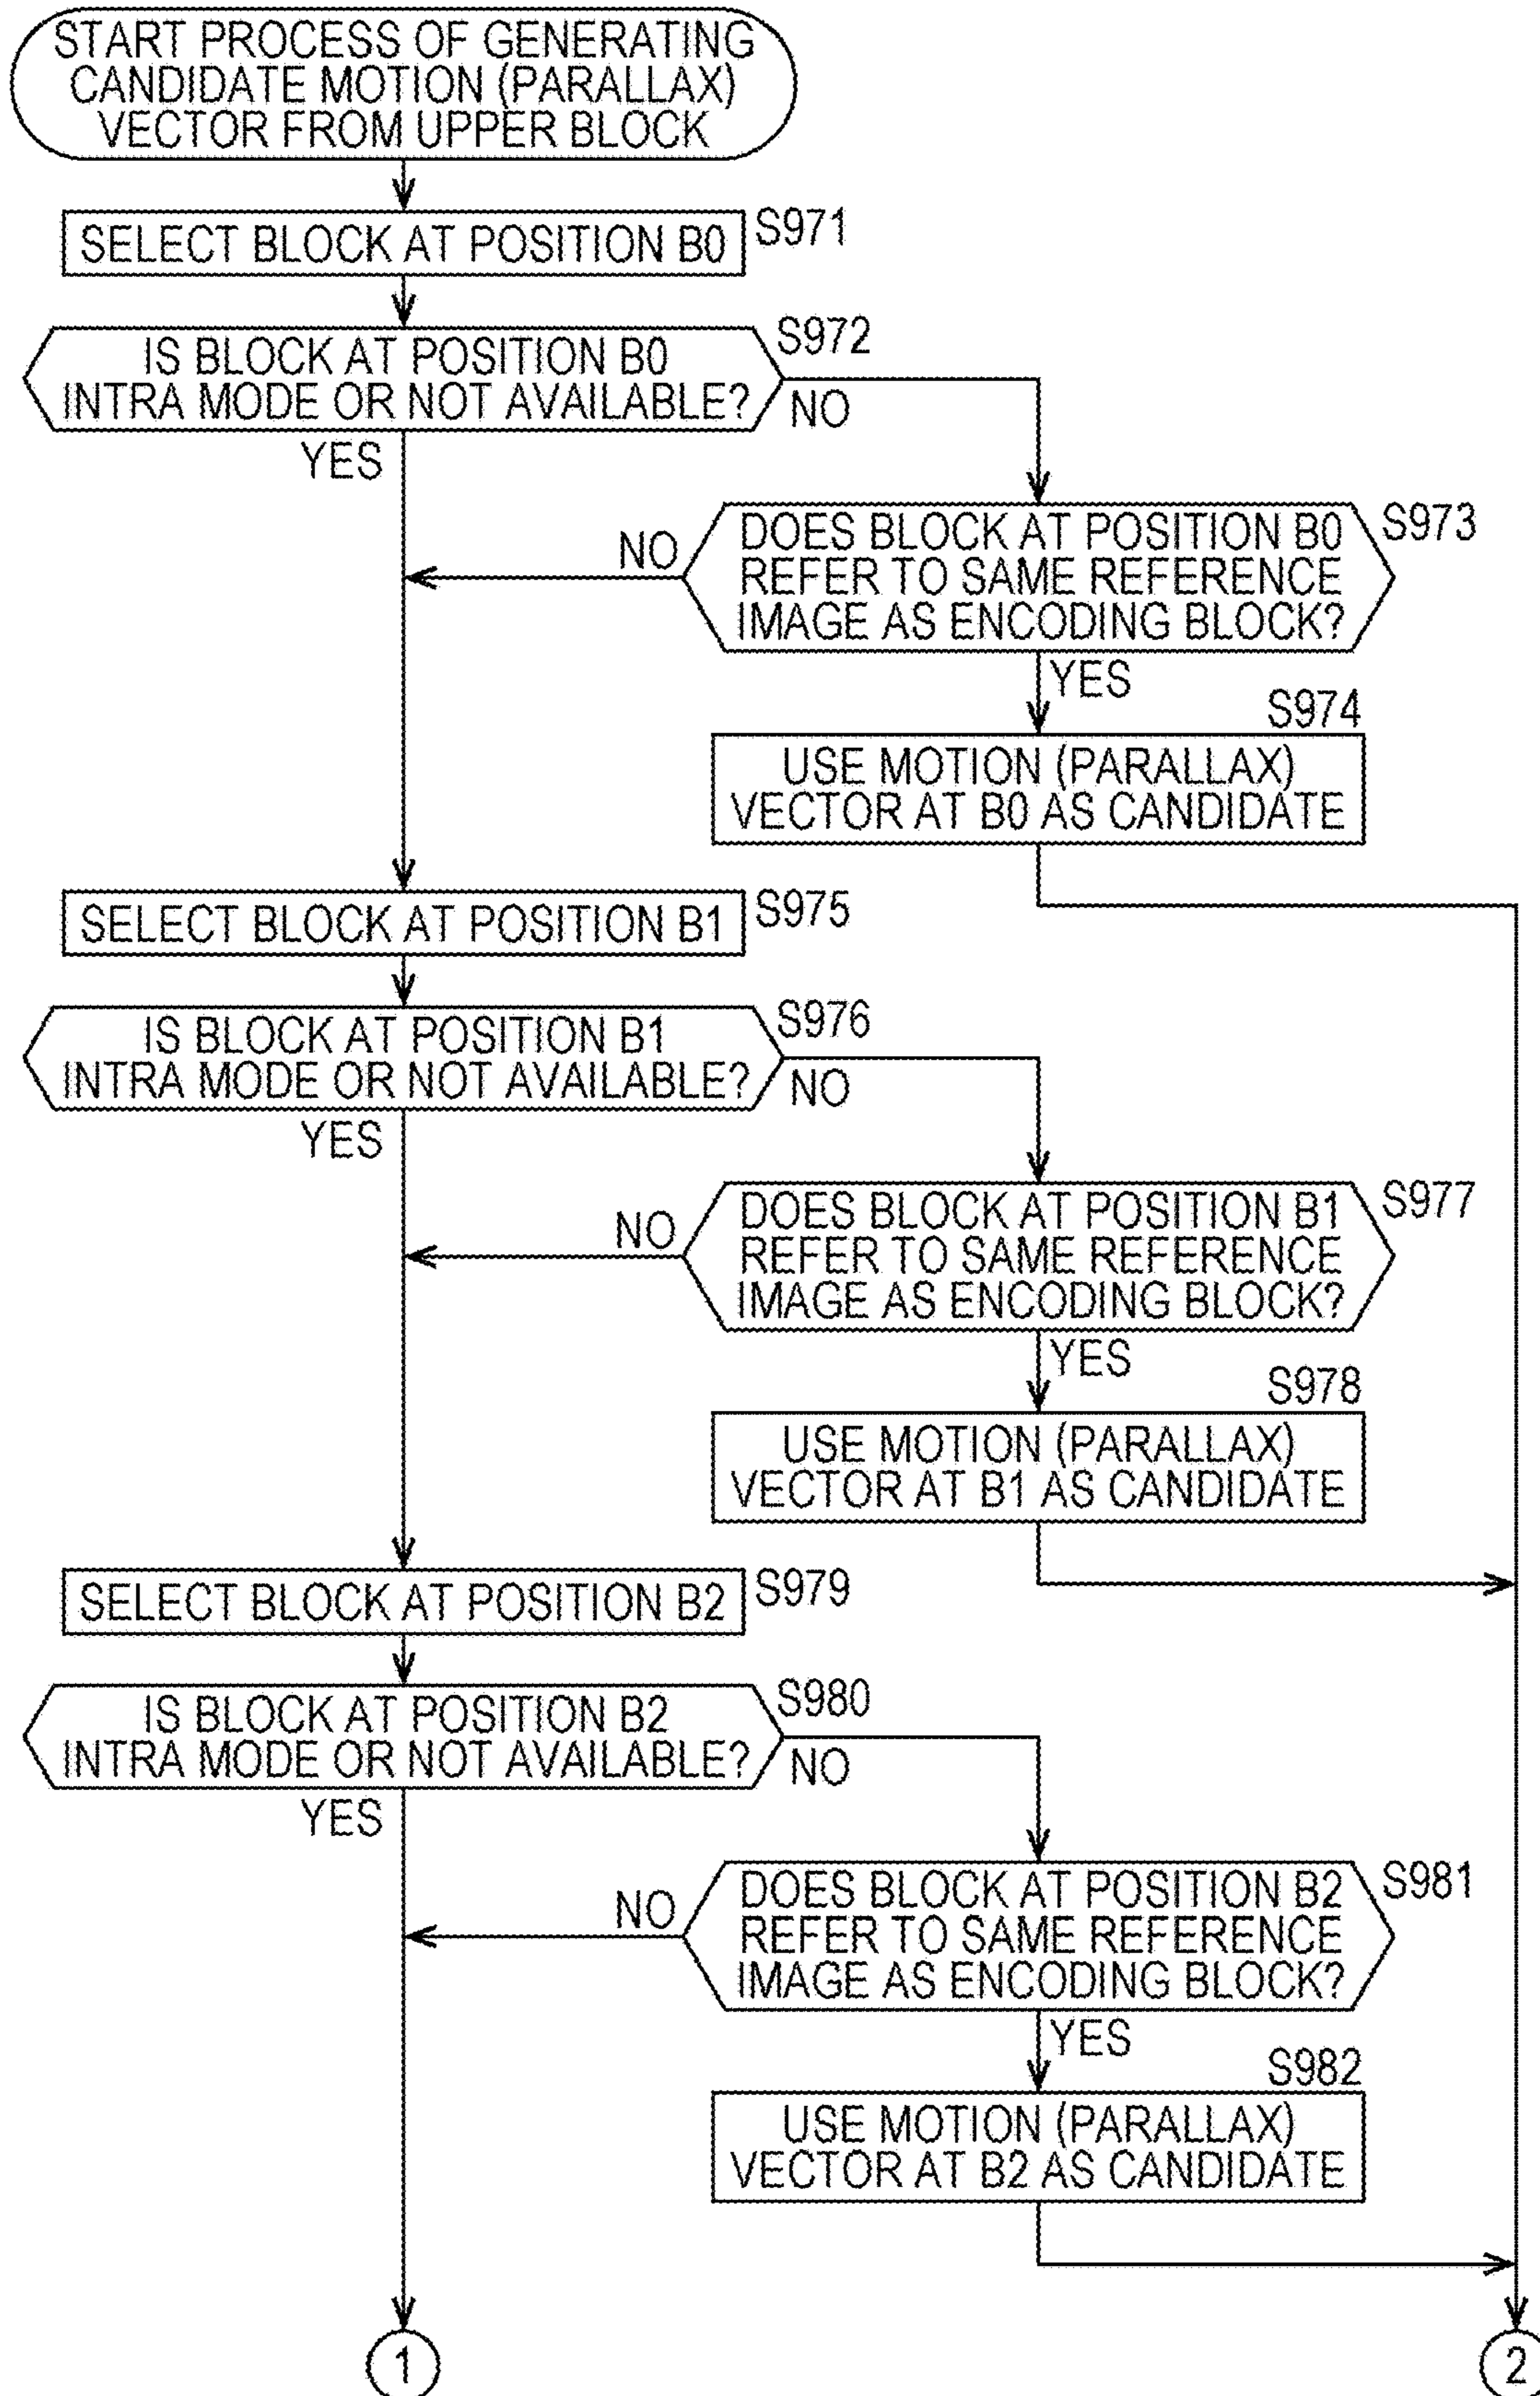 START PROCESS OF GENERATING
CANDIDATE MOTION (PARALLAX)
VECTOR FROM UPPER BLOCK
SELECT BLOCK AT POSITION B0
S971
IS BLOCK AT POSITION B0
INTRA MODE OR NOT AVAILABLE?
S972
NO
YES
DOES BLOCK AT POSITION B0
REFER TO SAME REFERENCE
IMAGE AS ENCODING BLOCK?
S973
NO
YES
S974
USE MOTION (PARALLAX)
VECTOR AT B0 AS CANDIDATE
SELECT BLOCK AT POSITION B1
S975
IS BLOCK AT POSITION B1
INTRA MODE OR NOT AVAILABLE?
S976
NO
YES
DOES BLOCK AT POSITION B1
REFER TO SAME REFERENCE
IMAGE AS ENCODING BLOCK?
S977
NO
YES
S978
USE MOTION (PARALLAX)
VECTOR AT B1 AS CANDIDATE
SELECT BLOCK AT POSITION B2
S979
IS BLOCK AT POSITION B2
INTRA MODE OR NOT AVAILABLE?
S980
NO
YES
DOES BLOCK AT POSITION B2
REFER TO SAME REFERENCE
IMAGE AS ENCODING BLOCK?
S981
NO
YES
S982
USE MOTION (PARALLAX)
VECTOR AT B2 AS CANDIDATE
1
2